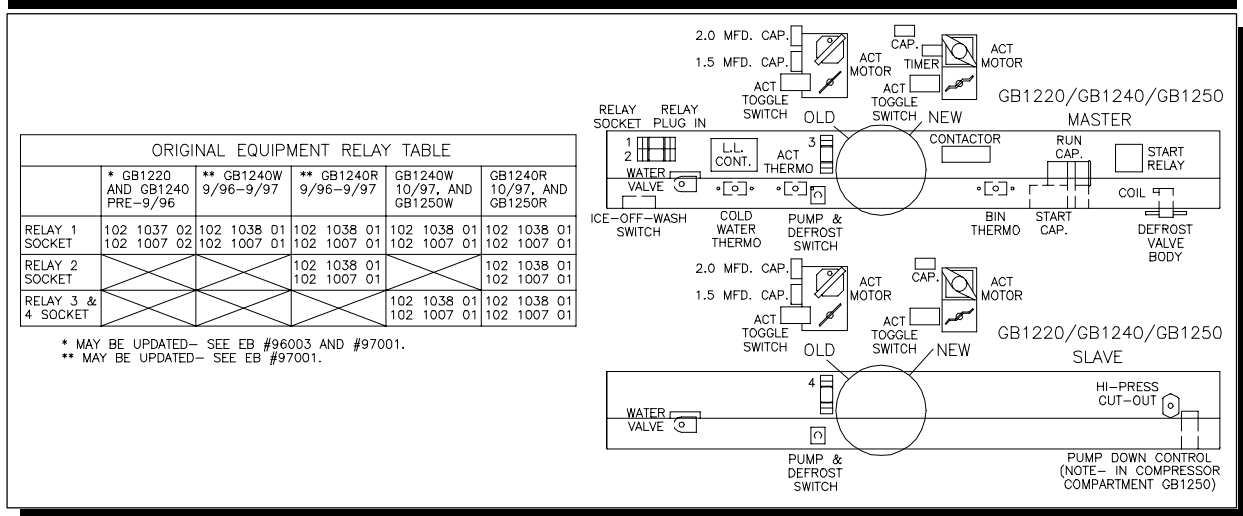 ORIGINAL EQUIPMENT RELAY TABLE
* GB1220 AND GB1240 PRE-9/96
** GB1240W 9/96-9/97
** GB1240R 9/96-9/97
GB1240W 10/97, AND GB1250W
GB1240R 10/97, AND GB1250R
RELAY 1 SOCKET
102 1037 02 102 1038 01 102 1038 01 102 1038 01 102 1038 01
102 1007 02 102 1007 01 102 1007 01 102 1007 01 102 1007 01
RELAY 2 SOCKET
102 1038 01 102 1038 01
102 1007 01 102 1007 01
RELAY 3 & 4 SOCKET
102 1038 01 102 1038 01
102 1007 01 102 1007 01
* MAY BE UPDATED- SEE EB #96003 AND #97001.
** MAY BE UPDATED- SEE EB #97001.
2.0 MFD. CAP.
1.5 MFD. CAP.
ACT MOTOR
ACT TOGGLE SWITCH
OLD
CAP.
TIMER
ACT MOTOR
ACT TOGGLE SWITCH
NEW
GB1220/GB1240/GB1250
MASTER
RELAY SOCKET
RELAY PLUG IN
1
2
L.L. CONT.
ACT THERMO
3
CONTACTOR
RUN CAP.
START RELAY
WATER VALVE
ICE-OFF-WASH SWITCH
COLD WATER THERMO
PUMP & DEFROST SWITCH
BIN THERMO
START CAP.
COIL
DEFROST VALVE BODY
2.0 MFD. CAP.
1.5 MFD. CAP.
ACT MOTOR
ACT TOGGLE SWITCH
OLD
CAP.
ACT MOTOR
ACT TOGGLE SWITCH
NEW
GB1220/GB1240/GB1250
SLAVE
4
HI-PRESS CUT-OUT
WATER VALVE
PUMP & DEFROST SWITCH
PUMP DOWN CONTROL
(NOTE- IN COMPRESSOR
COMPARTMENT GB1250)